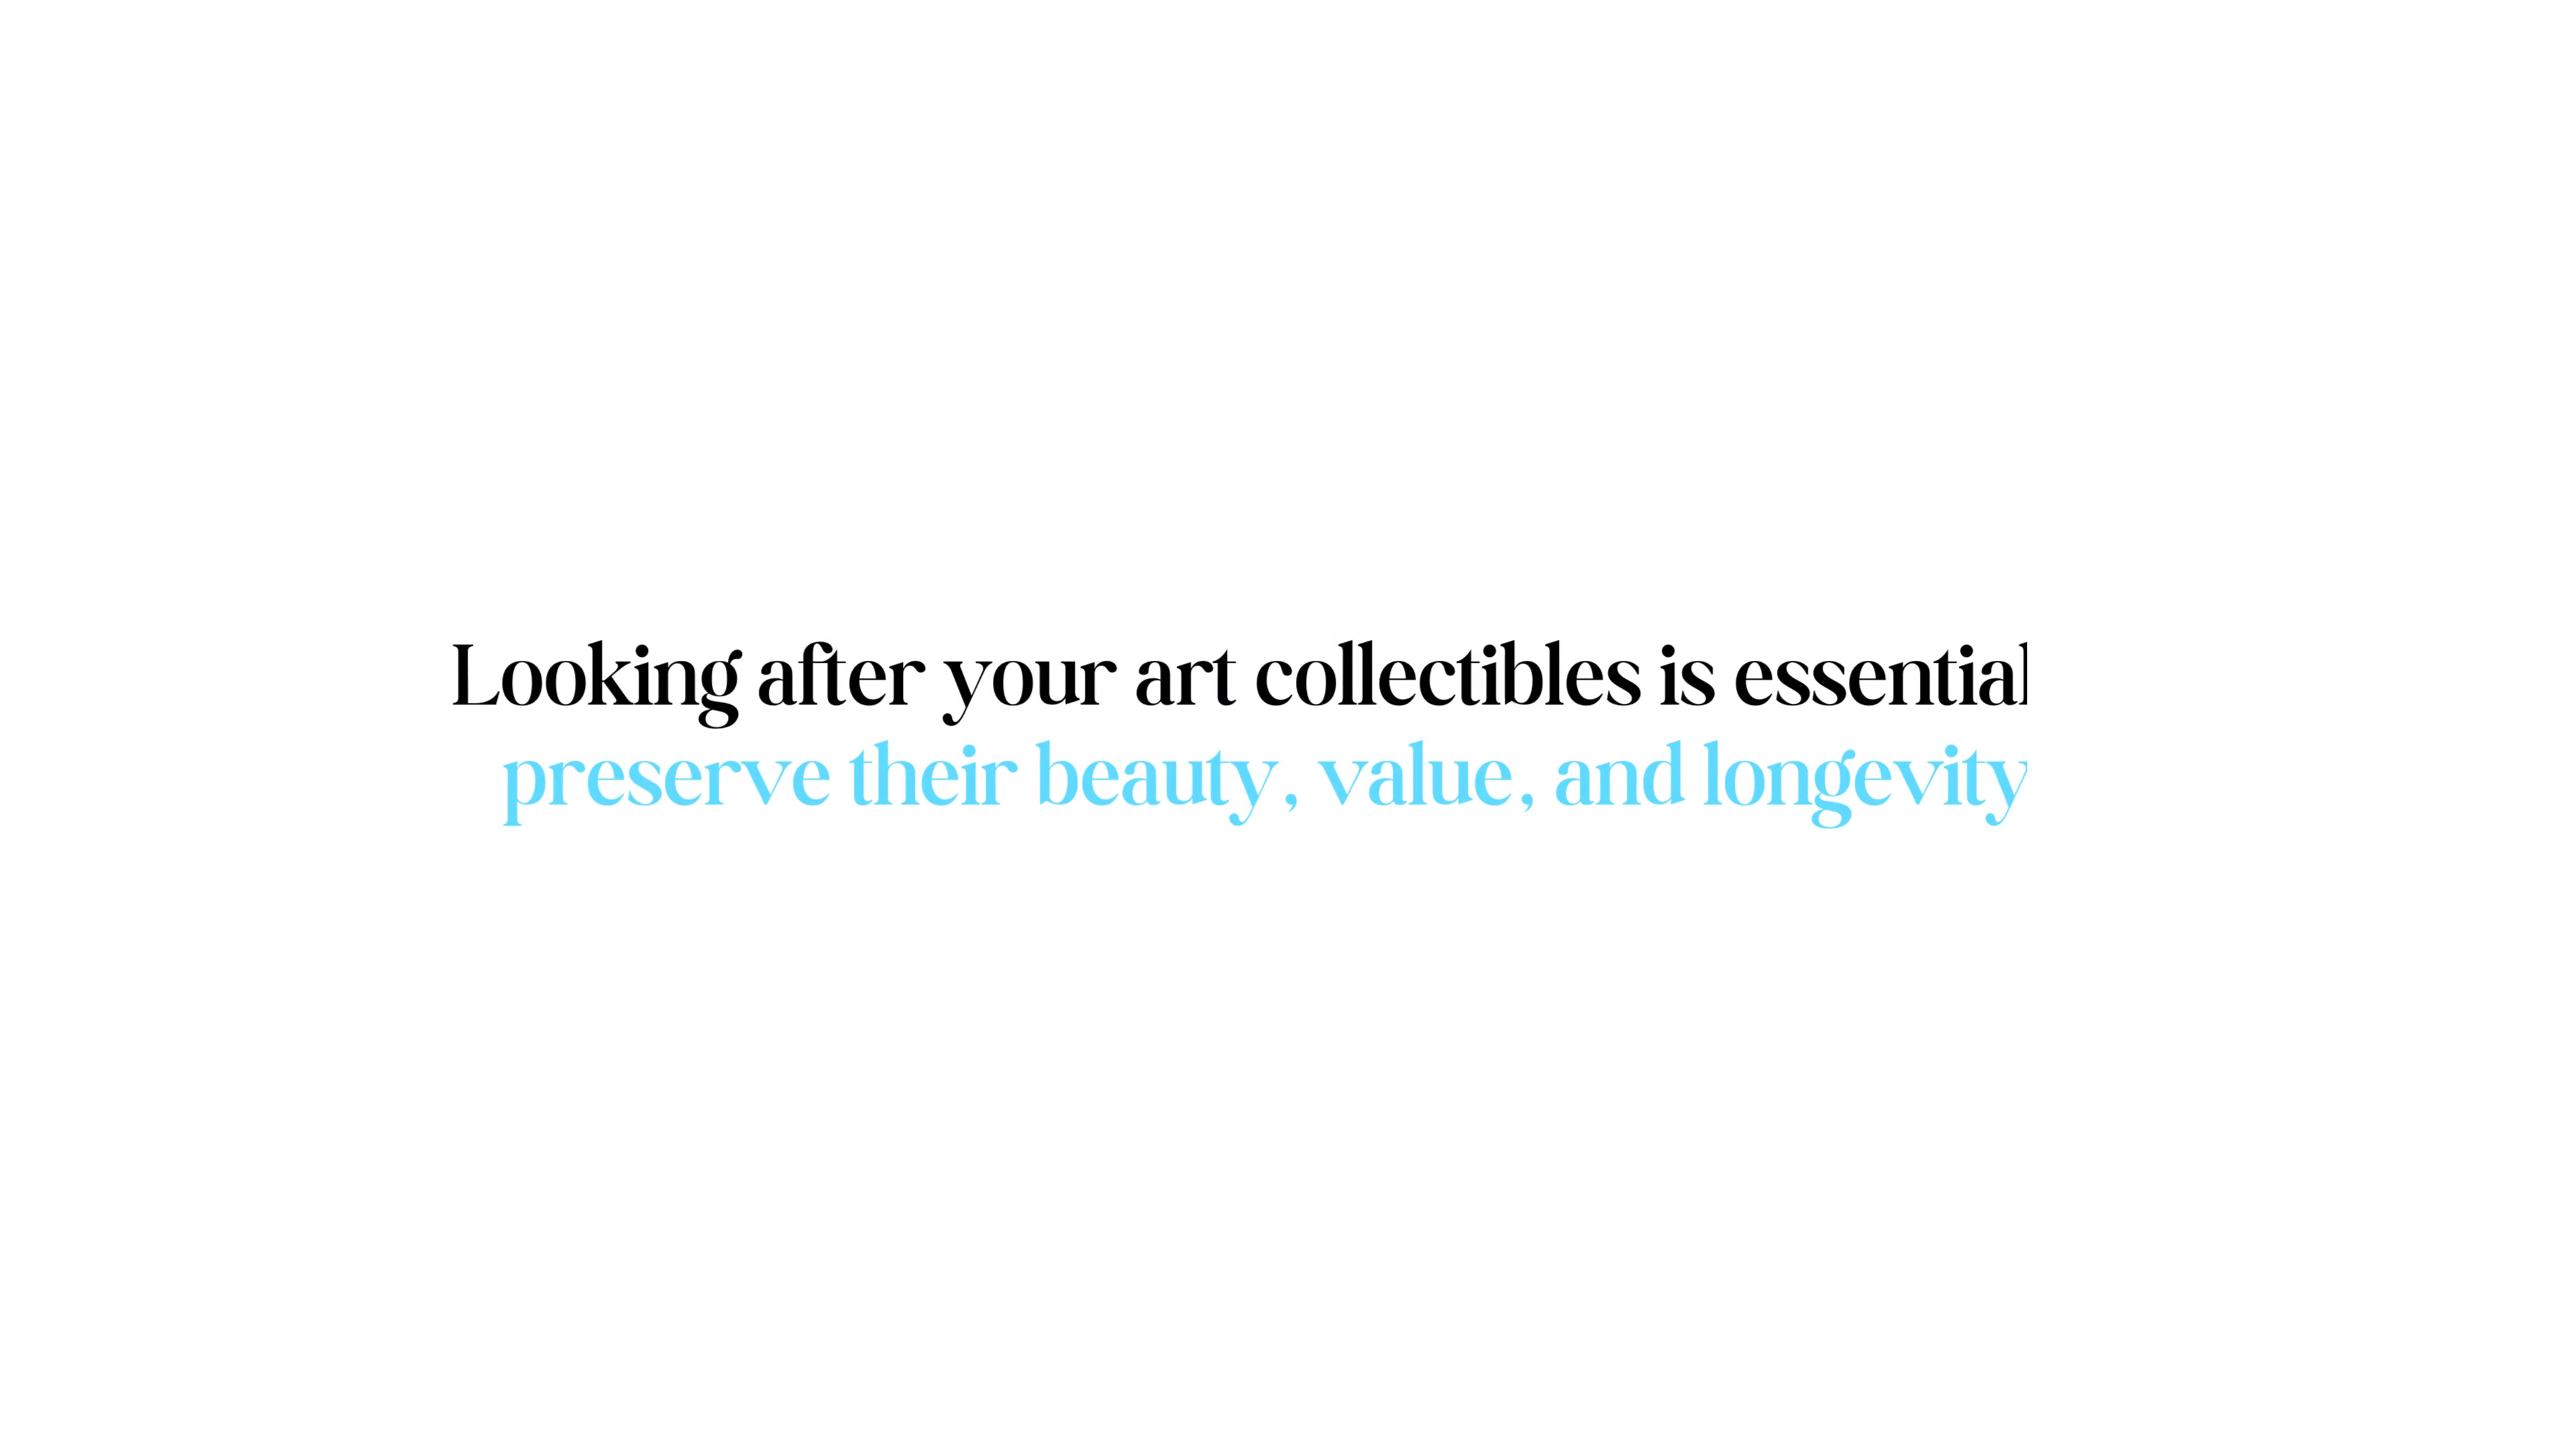 Looking after your art collectibles is essential
preserve their beauty, value, and longevity